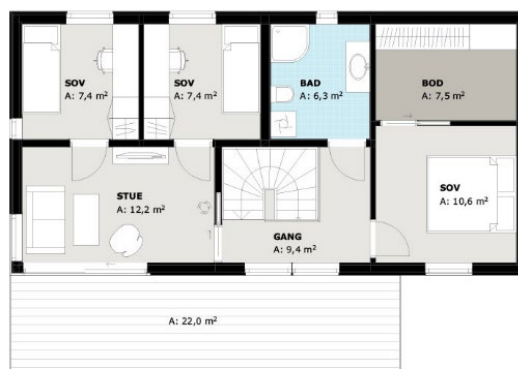 SOV
A: 7,4 m²
SOV
A: 7,4 m²
BAD
A: 6,3 m²
BOD
A: 7,5 m²
STUE
A: 12,2 m²
SOV
A: 10,6 m²
GANG
A: 9,4 m²
A: 22,0 m²